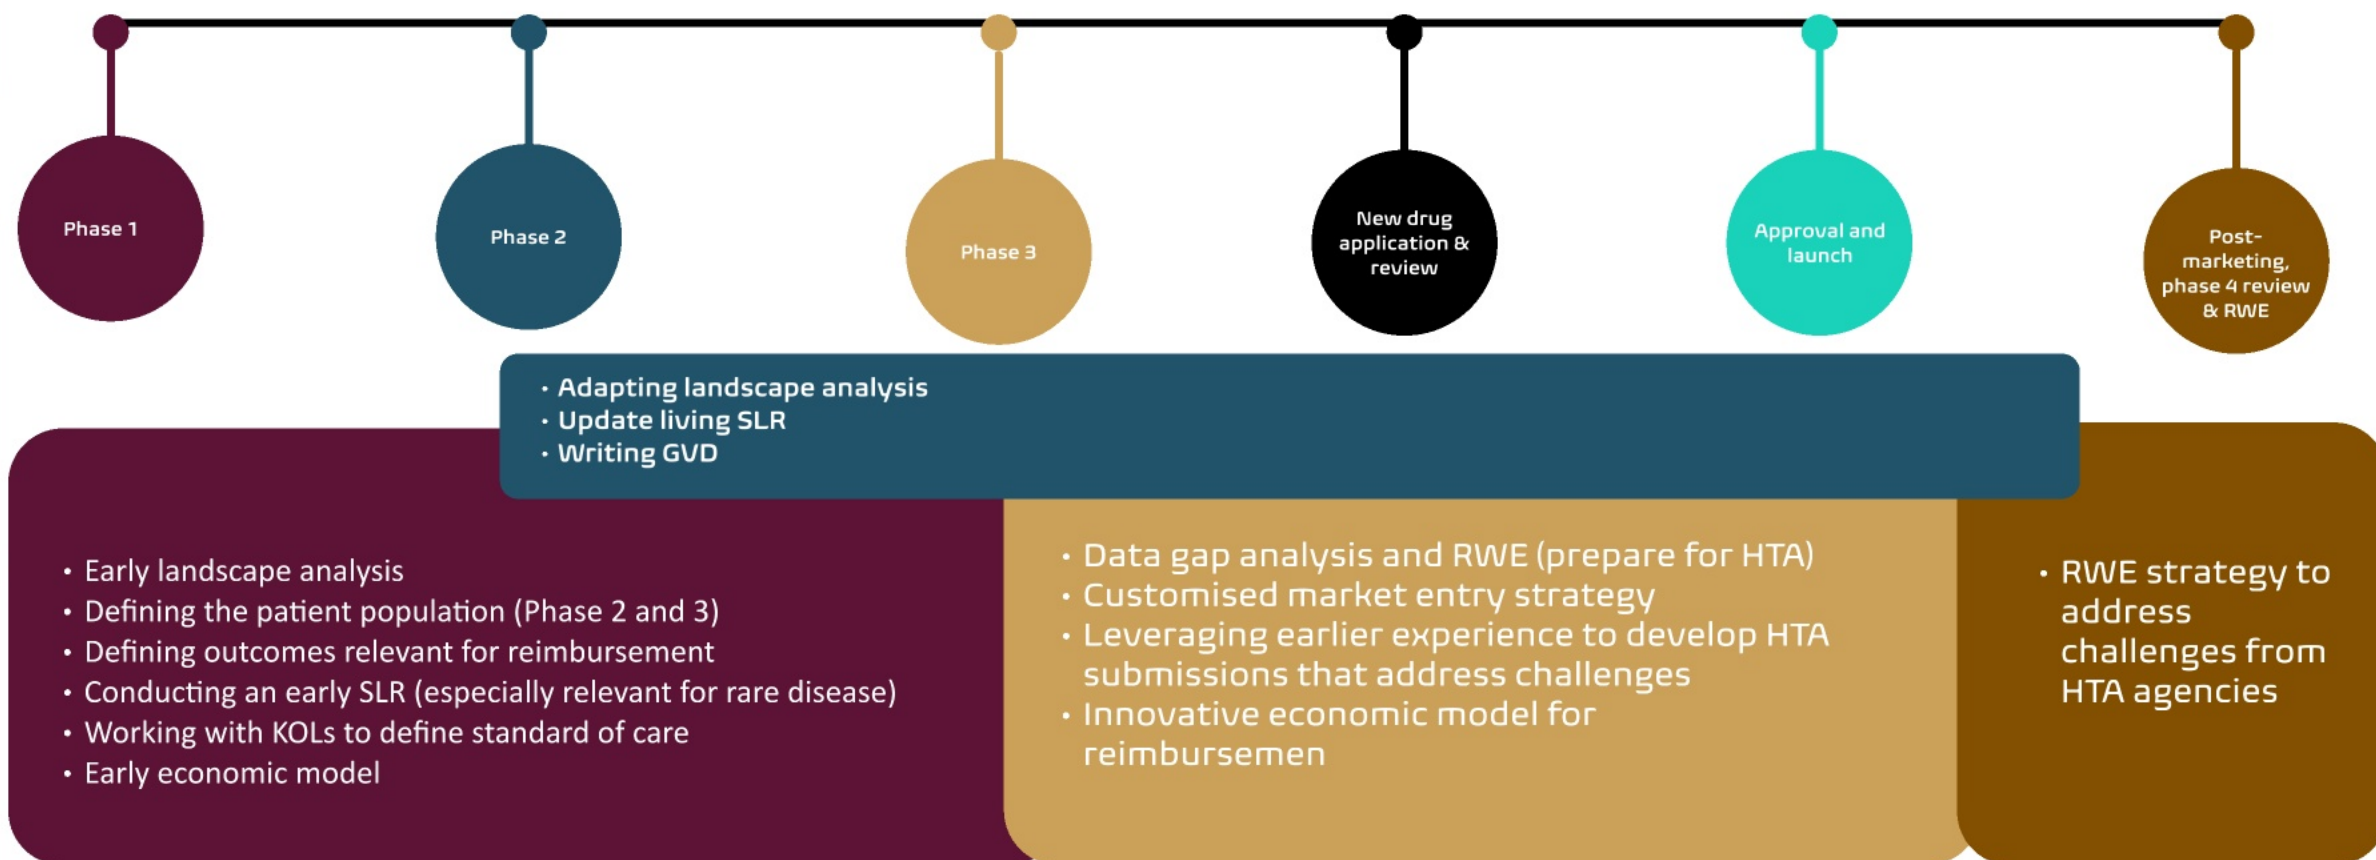 Phase 1
Phase 2
Phase 3
New drug
application &
review
Approval and
launch
Post-
marketing,
phase 4 review
& RWE
• Adapting landscape analysis
• Update living SLR
• Writing GVD
• Early landscape analysis
• Defining the patient population (Phase 2 and 3)
• Defining outcomes relevant for reimbursement
• Conducting an early SLR (especially relevant for rare disease)
• Working with KOLs to define standard of care
• Early economic model
• Data gap analysis and RWE (prepare for HTA)
• Customised market entry strategy
• Leveraging earlier experience to develop HTA
submissions that address challenges
• Innovative economic model for
reimbursemen
• RWE strategy to
address
challenges from
HTA agencies